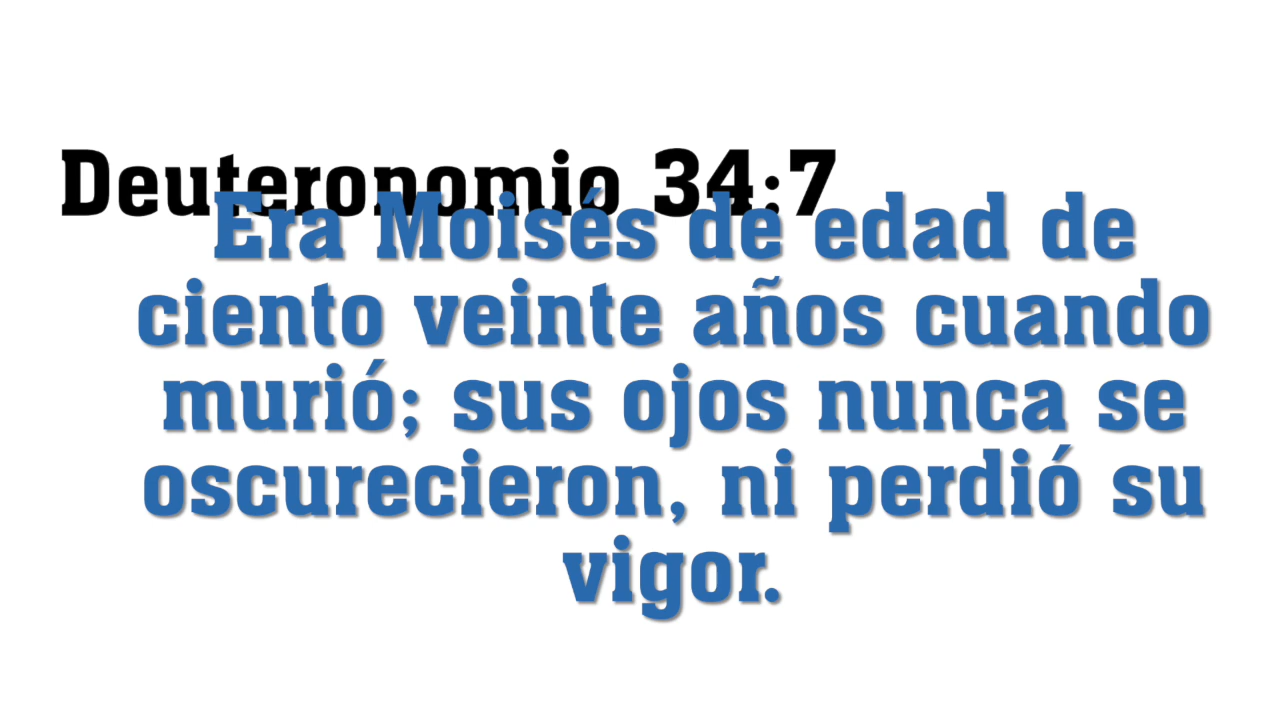 Deuteronomio 34:7
Era Moisés de edad de
ciento veinte años cuando
murió; sus ojos nunca se
oscurecieron, ni perdió su
vigor.